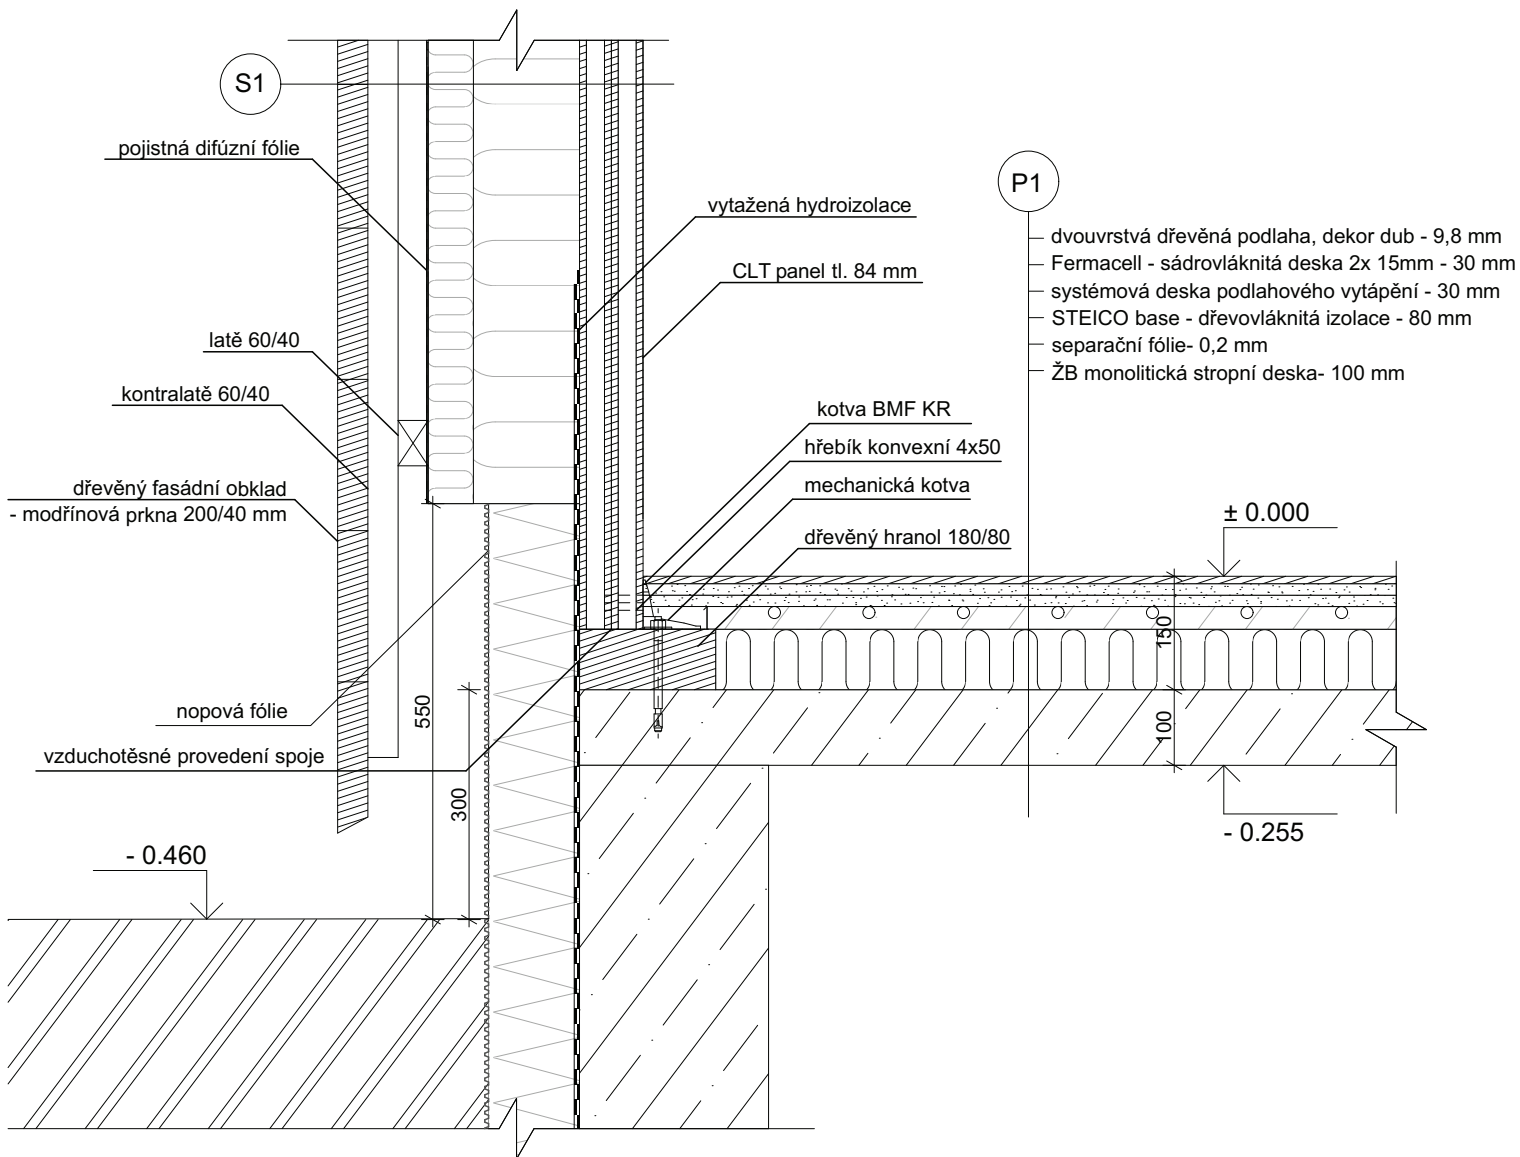 S1
pojistná difúzní fólie
P1
vytažená hydroizolace
dvouvrstvá dřevěná podlaha, dekor dub - 9,8 mm
Fermacell - sádrovláknitá deska 2x 15mm - 30 mm
CLT panel tl. 84 mm
systémová deska podlahového vytápění - 30 mm
STEICO base - dřevovláknitá izolace - 80 mm
latě 60/40
separační fólie- 0,2 mm
ŽB monolitická stropní deska- 100 mm
kontralatě 60/40
kotva BMF KR
hřebík konvexní 4x50
dřevěný fasádní obklad
- modřínová prkna 200/40 mm
mechanická kotva
± 0.000
dřevěný hranol 180/80
150
nopová fólie
550
100
vzduchotěsné provedení spoje
300
- 0.255
- 0.460